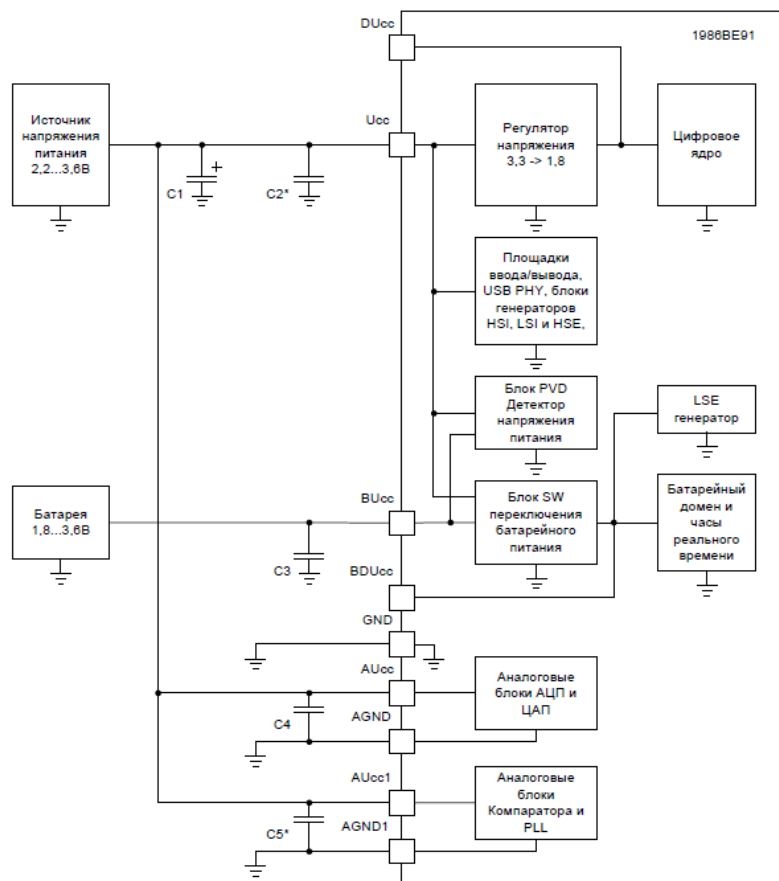 DUcc
1986BE91
Источник
напряжения
питания
2,2...3,6В
Ucc
Регулятор
напряжения
3,3 -> 1,8
Цифровое
ядро
C1
+
C2*
Площадки
ввода/вывода,
USB PHY, блоки
генераторов
HSI, LSI и HSE,
Блок PVD
Детектор
напряжения
питания
LSE
генератор
Батарея
1,8...3,6В
BUcc
Блок SW
переключения
батарейного
питания
Батарейный
домен и
часы
реального
времени
C3
BDUcc
GND
AUcc
Аналоговые
блоки АЦП и
ЦАП
C4
AGND
AUcc1
Аналоговые
блоки
Компаратора и
PLL
C5*
AGND1